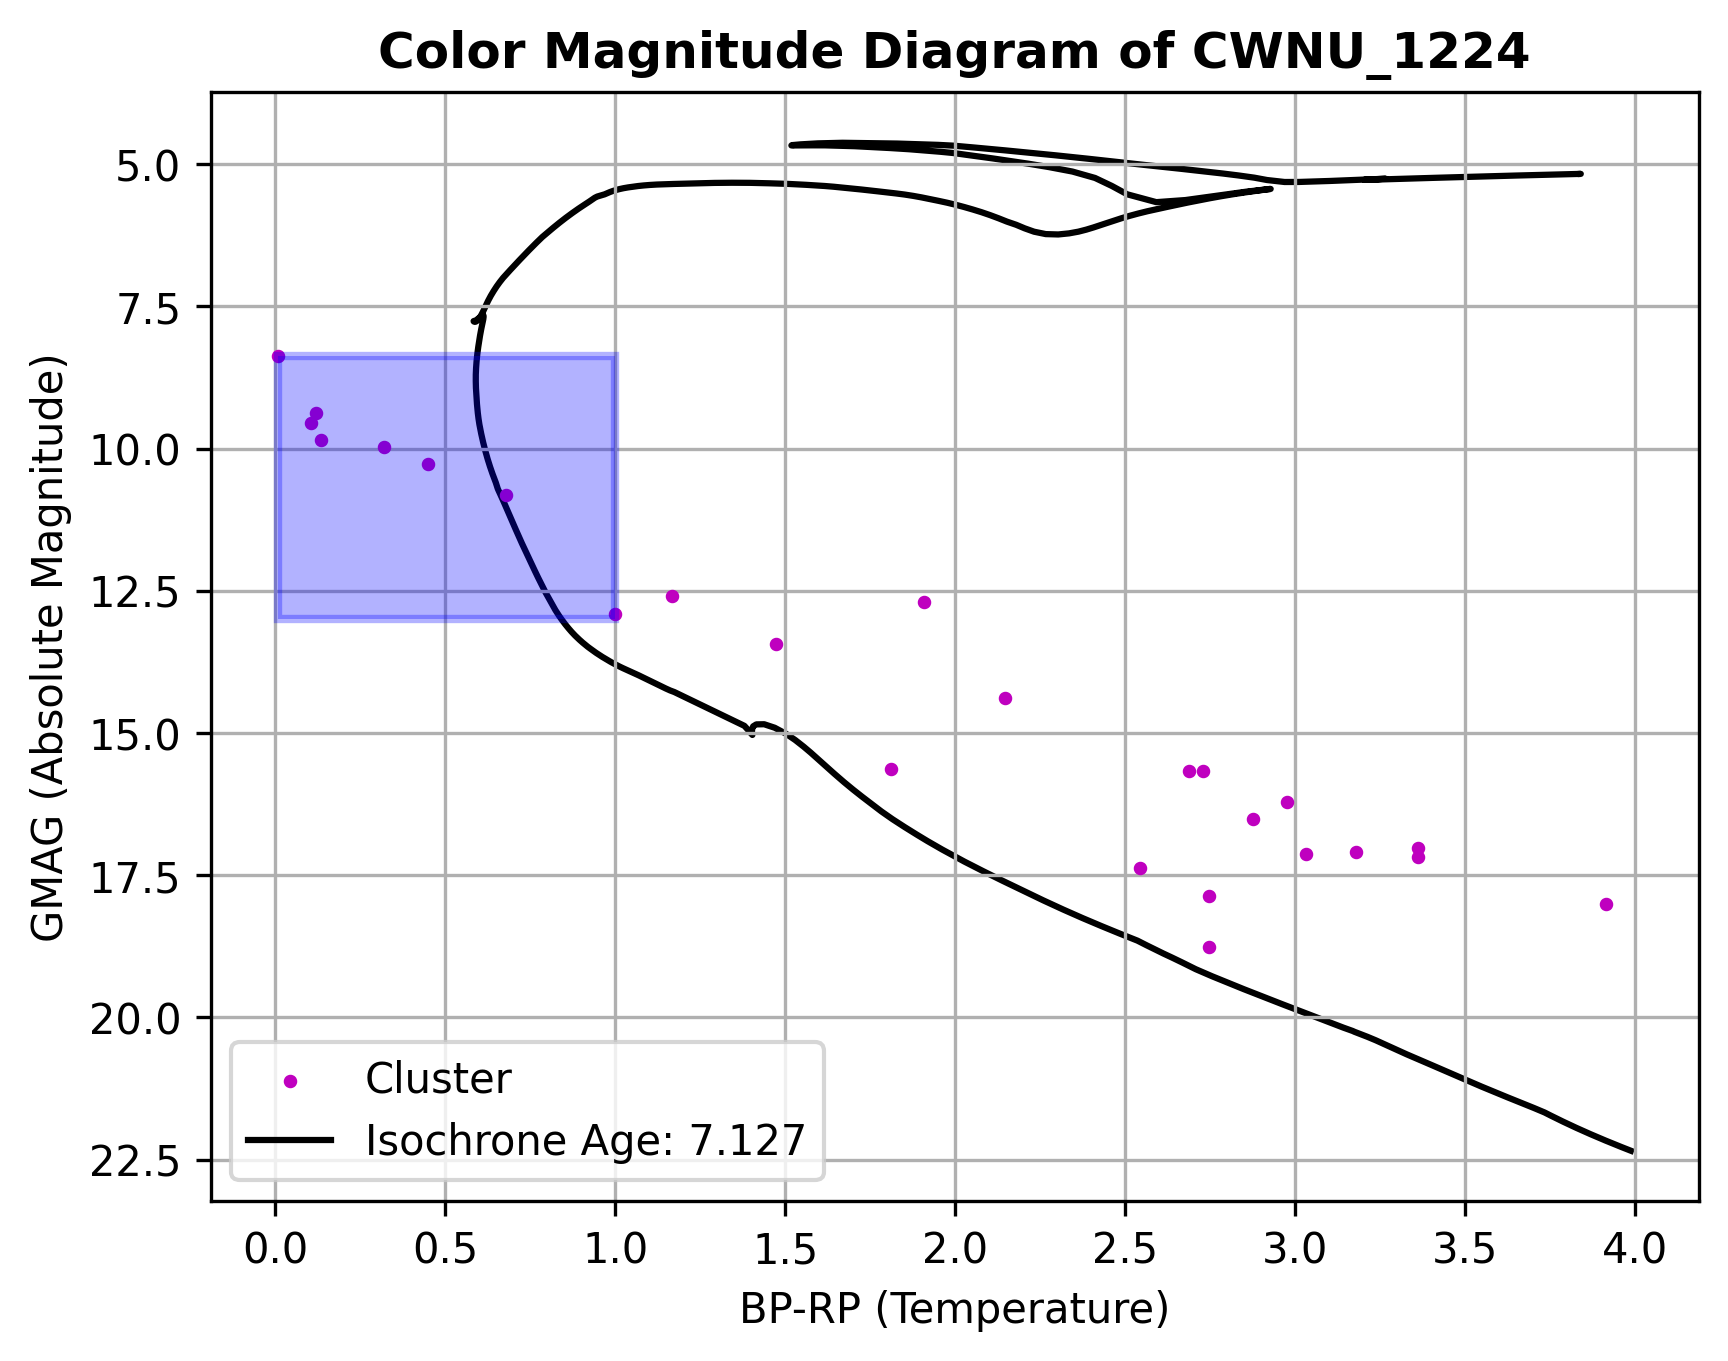 Color Magnitude Diagram of CWNU_1224
GMAG (Absolute Magnitude)
5.0
7.5
10.0
12.5
15.0
17.5
20.0
22.5
Cluster
Isochrone Age: 7.127
0.0 0.5 1.0 1.5 2.0 2.5 3.0 3.5 4.0
BP-RP (Temperature)